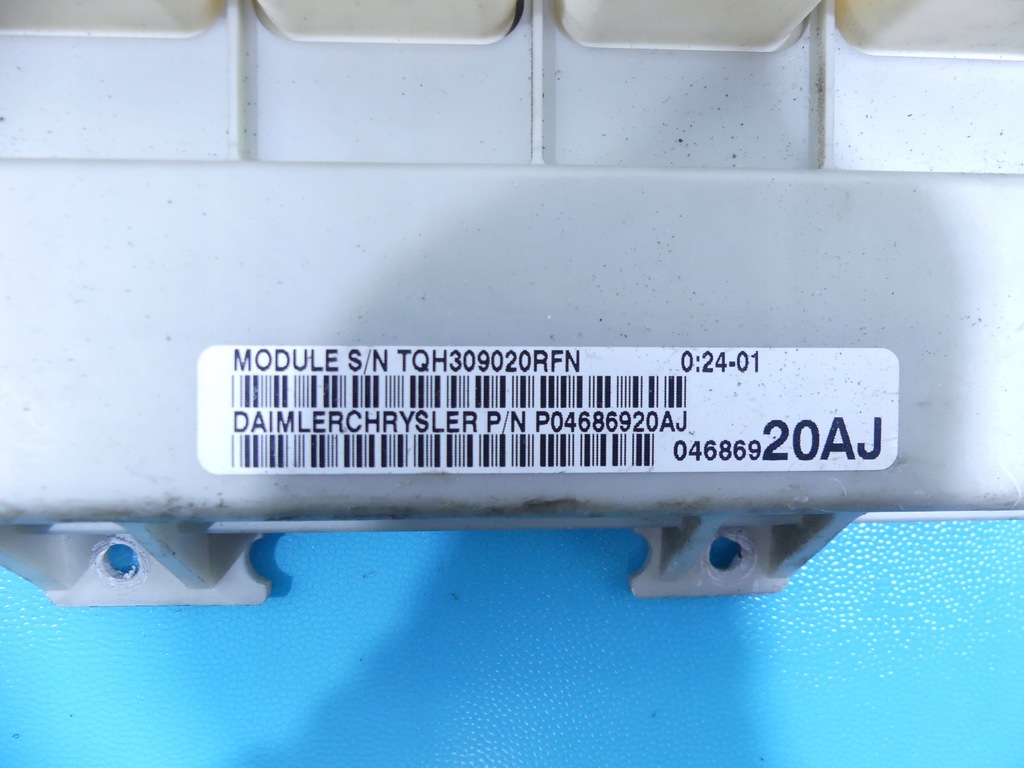 MODULE S/N TQH309020RFN 0:24-01
DAIMLERCHRYSLER P/N P04686920AJ
04686920AJ